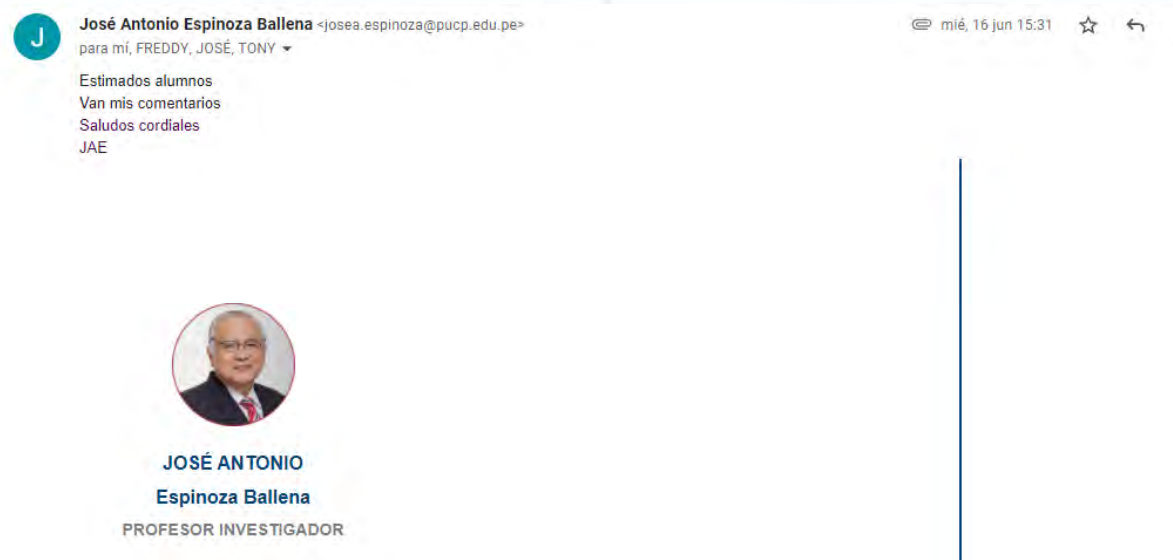 J
José Antonio Espinoza Ballena <josea.espinoza@pucp.edu.pe>
mié, 16 jun 15:31
para mí, FREDDY, JOSÉ, TONY
Estimados alumnos
Van mis comentarios
Saludos cordiales
JAE
JOSÉ ANTONIO
Espinoza Ballena
PROFESOR INVESTIGADOR